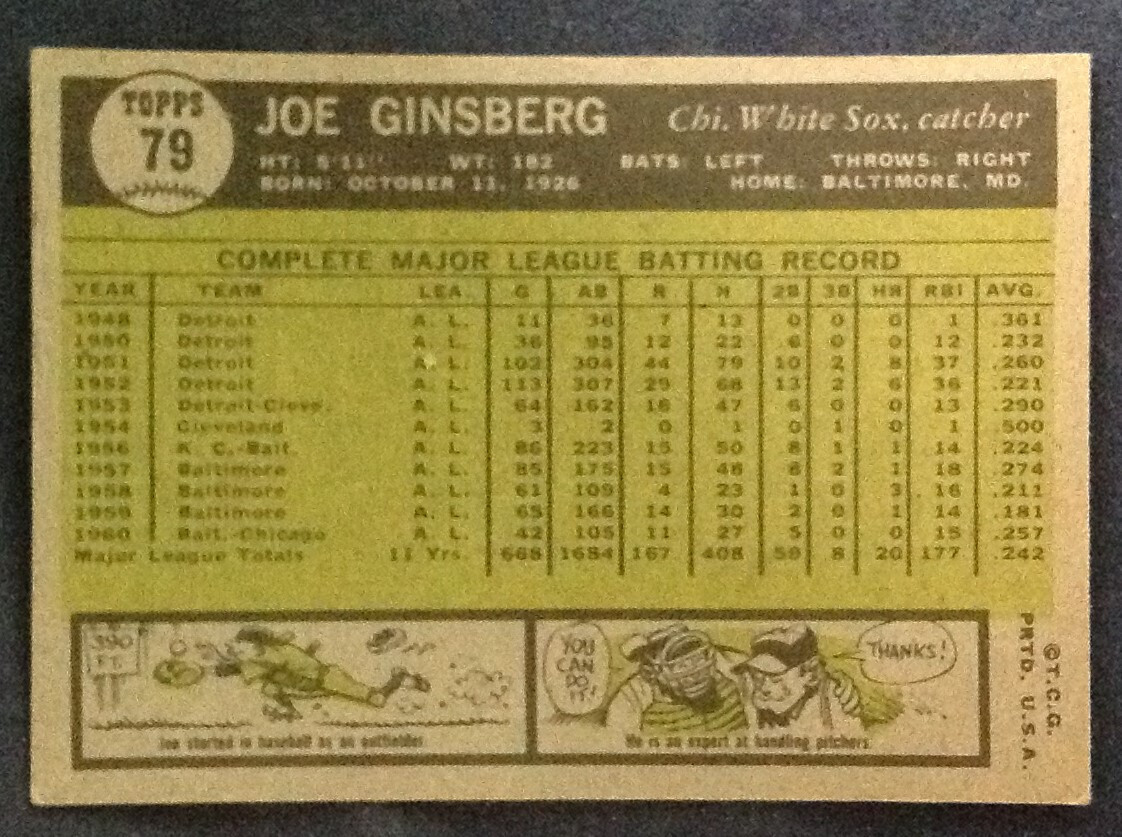 TOPPS
79
JOE GINSBERG
Chi. White Sox, catcher
HT: 5'11" WT: 182 BATS: LEFT THROWS: RIGHT
BORN: OCTOBER 11, 1926 HOME: BALTIMORE, MD.
COMPLETE MAJOR LEAGUE BATTING RECORD
YEAR TEAM LEA. G AB R H 2B 3B HR RBI AVG.
1948 Detroit A. L. 11 36 7 13 0 0 0 1 .361
1950 Detroit A. L. 36 95 12 22 6 0 0 12 .232
1951 Detroit A. L. 102 304 44 79 10 2 8 37 .260
1952 Detroit A. L. 113 307 29 68 13 2 6 36 .221
1953 Detroit-Cleve. A. L. 64 162 16 47 6 0 0 13 .290
1954 Cleveland A. L. 3 2 0 1 0 1 0 1 .500
1956 K. C.-Balt. A. L. 86 223 15 50 8 1 1 14 .224
1957 Baltimore A. L. 85 175 15 48 8 2 1 18 .274
1958 Baltimore A. L. 61 109 4 23 1 0 3 16 .211
1959 Baltimore A. L. 65 166 14 30 2 0 1 14 .181
1960 Balt.-Chicago A. L. 42 105 11 27 5 0 0 15 .257
Major League Totals 11 Yrs. 668 1684 167 408 59 8 20 177 .242
390
FT.
Joe started in baseball as an outfielder.
YOU
CAN
DO
IT!
THANKS!
He is an expert at handling pitchers.
©T.C.G.
PRTD. U.S.A.